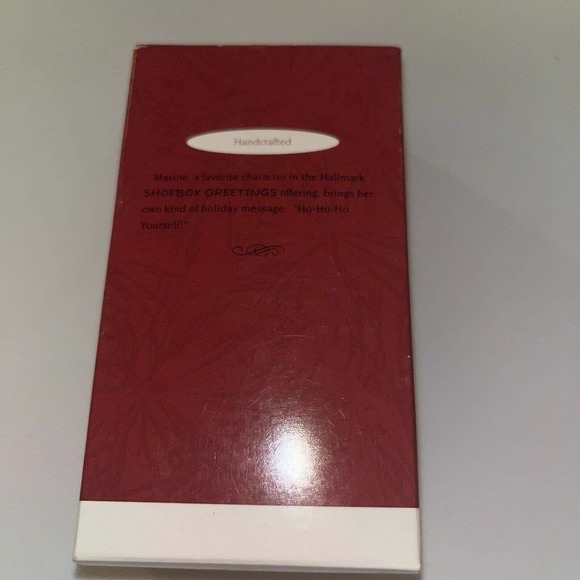 Handcrafted
Maxine, a favorite character in the Hallmark
SHOEBOX GREETINGS offering, brings her
own kind of holiday message. "Ho-Ho-Ho
Yourself!"